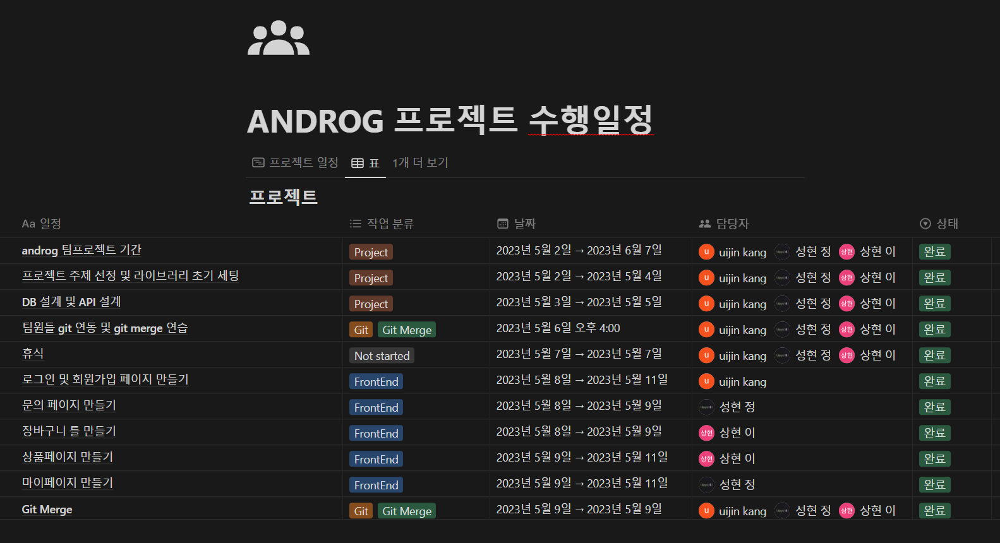 ANDROG 프로젝트 수행일정
프로젝트 일정 표 1개 더 보기
프로젝트
Aa 일정 작업 분류 날짜 담당자 상태
androg 팀프로젝트 기간 Project 2023년 5월 2일 → 2023년 6월 7일 U uijin kang 성현 정 상현 상현 이 완료
프로젝트 주제 선정 및 라이브러리 초기 세팅 Project 2023년 5월 2일 → 2023년 5월 4일 U uijin kang 성현 정 상현 상현 이 완료
DB 설계 및 API 설계 Project 2023년 5월 3일 → 2023년 5월 5일 U uijin kang 성현 정 상현 상현 이 완료
팀원들 git 연동 및 git merge 연습 Git Git Merge 2023년 5월 6일 오후 4:00 U uijin kang 성현 정 상현 상현 이 완료
휴식 Not started 2023년 5월 7일 → 2023년 5월 7일 U uijin kang 성현 정 상현 상현 이 완료
로그인 및 회원가입 페이지 만들기 FrontEnd 2023년 5월 8일 → 2023년 5월 11일 U uijin kang 완료
문의 페이지 만들기 FrontEnd 2023년 5월 8일 → 2023년 5월 9일 성현 정 완료
장바구니 틀 만들기 FrontEnd 2023년 5월 8일 → 2023년 5월 9일 상현 상현 이 완료
상품페이지 만들기 FrontEnd 2023년 5월 9일 → 2023년 5월 11일 상현 상현 이 완료
마이페이지 만들기 FrontEnd 2023년 5월 9일 → 2023년 5월 11일 성현 정 완료
Git Merge Git Git Merge 2023년 5월 9일 → 2023년 5월 9일 U uijin kang 성현 정 상현 상현 이 완료